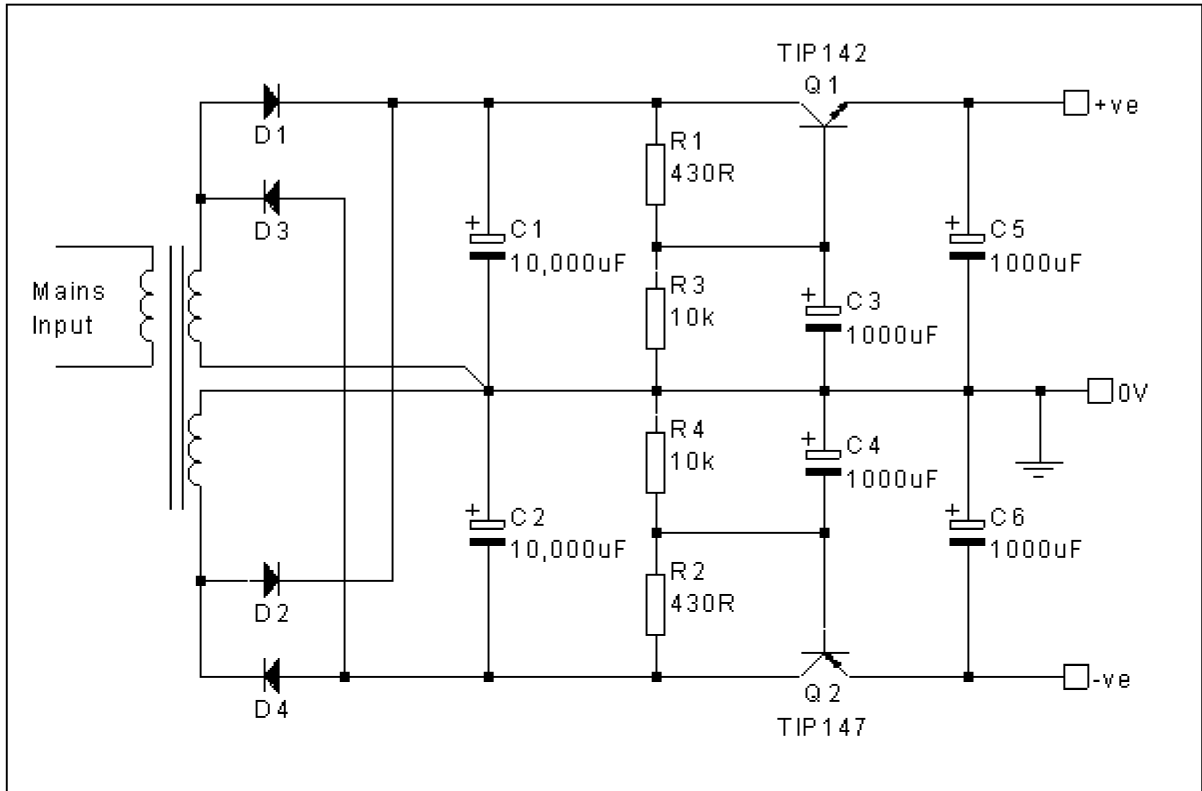 TIP142
Q1
+ve
D1
R1
430R
D3
+
C1
10,000uF
+
C5
1000uF
Mains
Input
R3
10k
+
C3
1000uF
0V
R4
10k
+
C4
1000uF
+
C2
10,000uF
+
C6
1000uF
R2
430R
D2
-ve
Q2
D4
TIP147